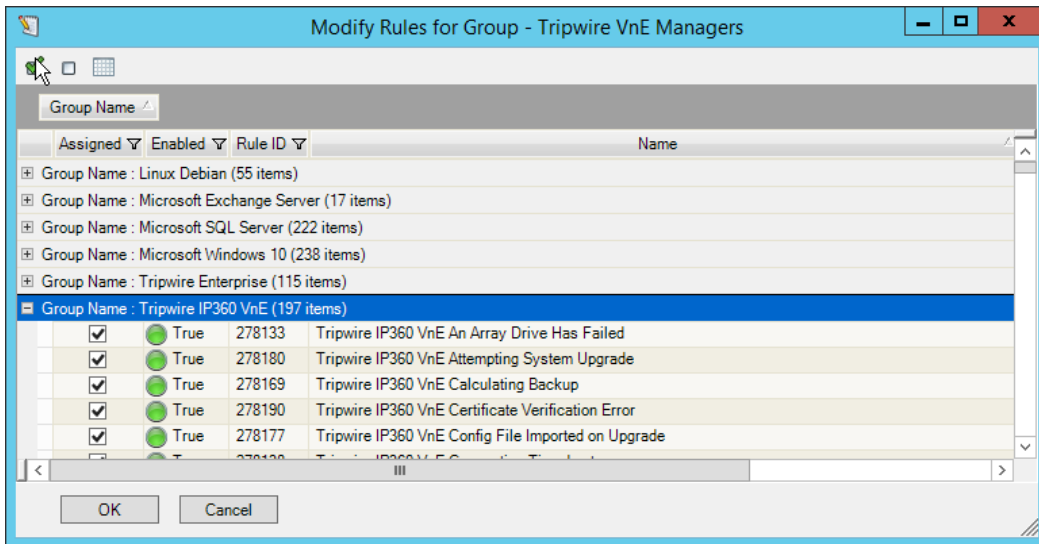 Modify Rules for Group - Tripwire VnE Managers
Group Name
Assigned Enabled Rule ID Name
Group Name : Linux Debian (55 items)
Group Name : Microsoft Exchange Server (17 items)
Group Name : Microsoft SQL Server (222 items)
Group Name : Microsoft Windows 10 (238 items)
Group Name : Tripwire Enterprise (115 items)
Group Name : Tripwire IP360 VnE (197 items)
True 278133 Tripwire IP360 VnE An Array Drive Has Failed
True 278180 Tripwire IP360 VnE Attempting System Upgrade
True 278169 Tripwire IP360 VnE Calculating Backup
True 278190 Tripwire IP360 VnE Certificate Verification Error
True 278177 Tripwire IP360 VnE Config File Imported on Upgrade
OK Cancel